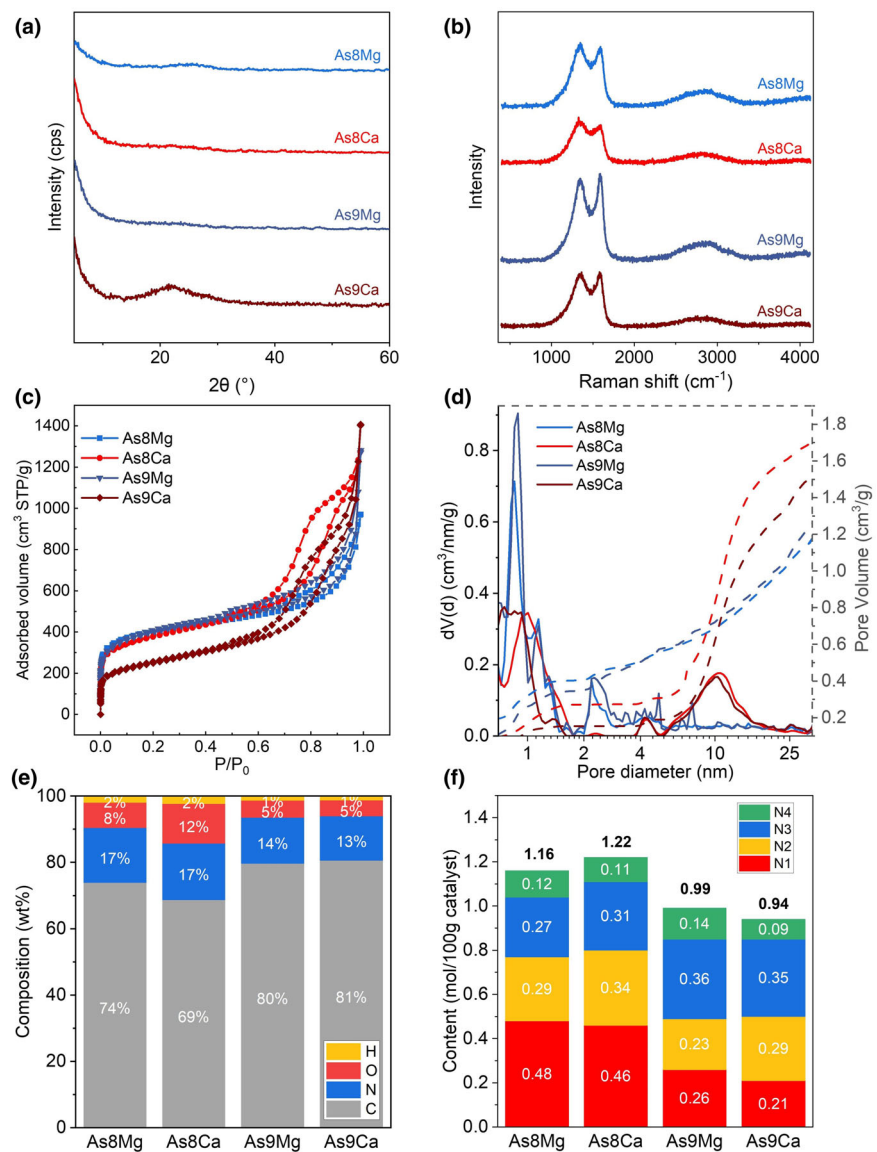 (a)
As8Mg
As8Ca
As9Mg
As9Ca
Intensity (cps)
20
40
60
2θ (°)
(b)
As8Mg
As8Ca
As9Mg
As9Ca
Intensity
1000
2000
3000
4000
Raman shift (cm⁻¹)
(c)
As8Mg
As8Ca
As9Mg
As9Ca
Adsorbed volume (cm³ STP/g)
1400
1200
1000
800
600
400
200
0
0.0
0.2
0.4
0.6
0.8
1.0
P/P₀
(d)
As8Mg
As8Ca
As9Mg
As9Ca
dV(d) (cm³/nm/g)
0.8
0.6
0.4
0.2
0.0
1
2
4
10
25
Pore diameter (nm)
1.8
1.6
1.4
1.2
1.0
0.8
0.6
0.4
0.2
Pore Volume (cm³/g)
(e)
Composition (wt%)
100
80
60
40
20
0
2%
8%
17%
74%
2%
12%
17%
69%
1%
5%
14%
80%
1%
5%
13%
81%
H
O
N
C
As8Mg
As8Ca
As9Mg
As9Ca
(f)
Content (mol/100g catalyst)
1.4
1.2
1.0
0.8
0.6
0.4
0.2
0.0
N4
N3
N2
N1
1.16
0.12
0.27
0.29
0.48
1.22
0.11
0.31
0.34
0.46
0.99
0.14
0.36
0.23
0.26
0.94
0.09
0.35
0.29
0.21
As8Mg
As8Ca
As9Mg
As9Ca